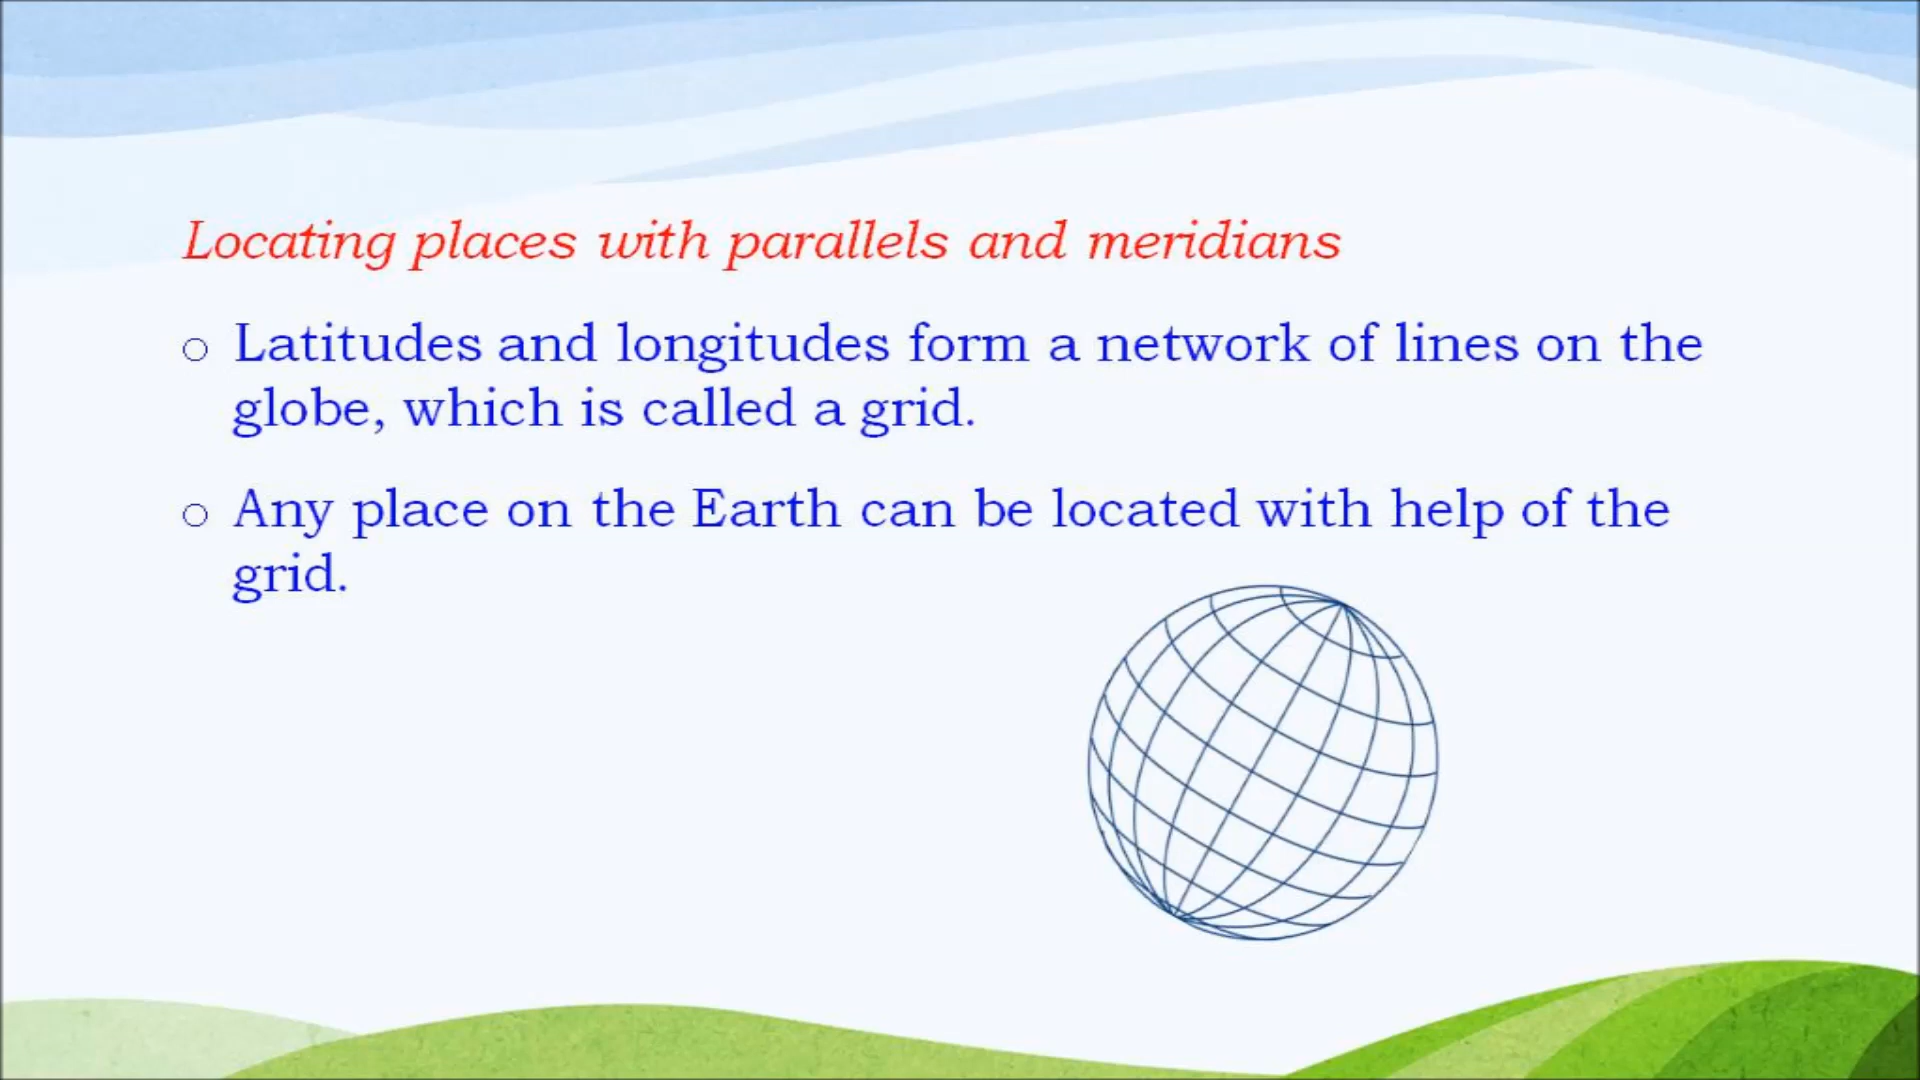 Locating places with parallels and meridians
o Latitudes and longitudes form a network of lines on the
globe, which is called a grid.
o Any place on the Earth can be located with help of the
grid.